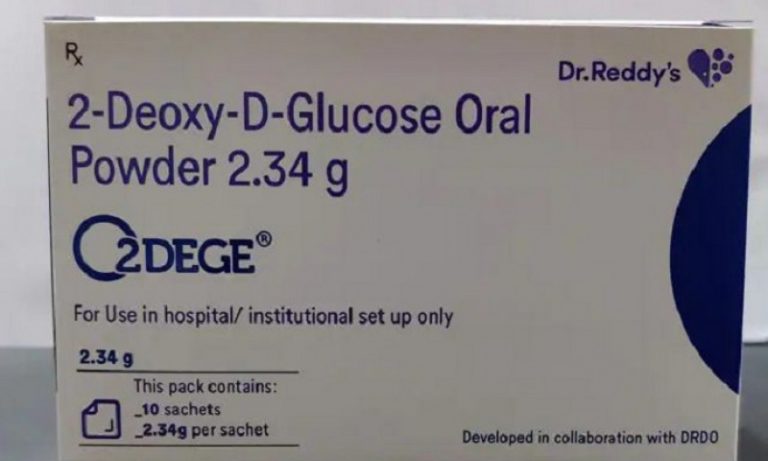 Rx
Dr.Reddy's
2-Deoxy-D-Glucose Oral
Powder 2.34 g
O2DEGE®
For Use in hospital/ institutional set up only
2.34 g
This pack contains:
_10 sachets
_2.34g per sachet
Developed in collaboration with DRDO